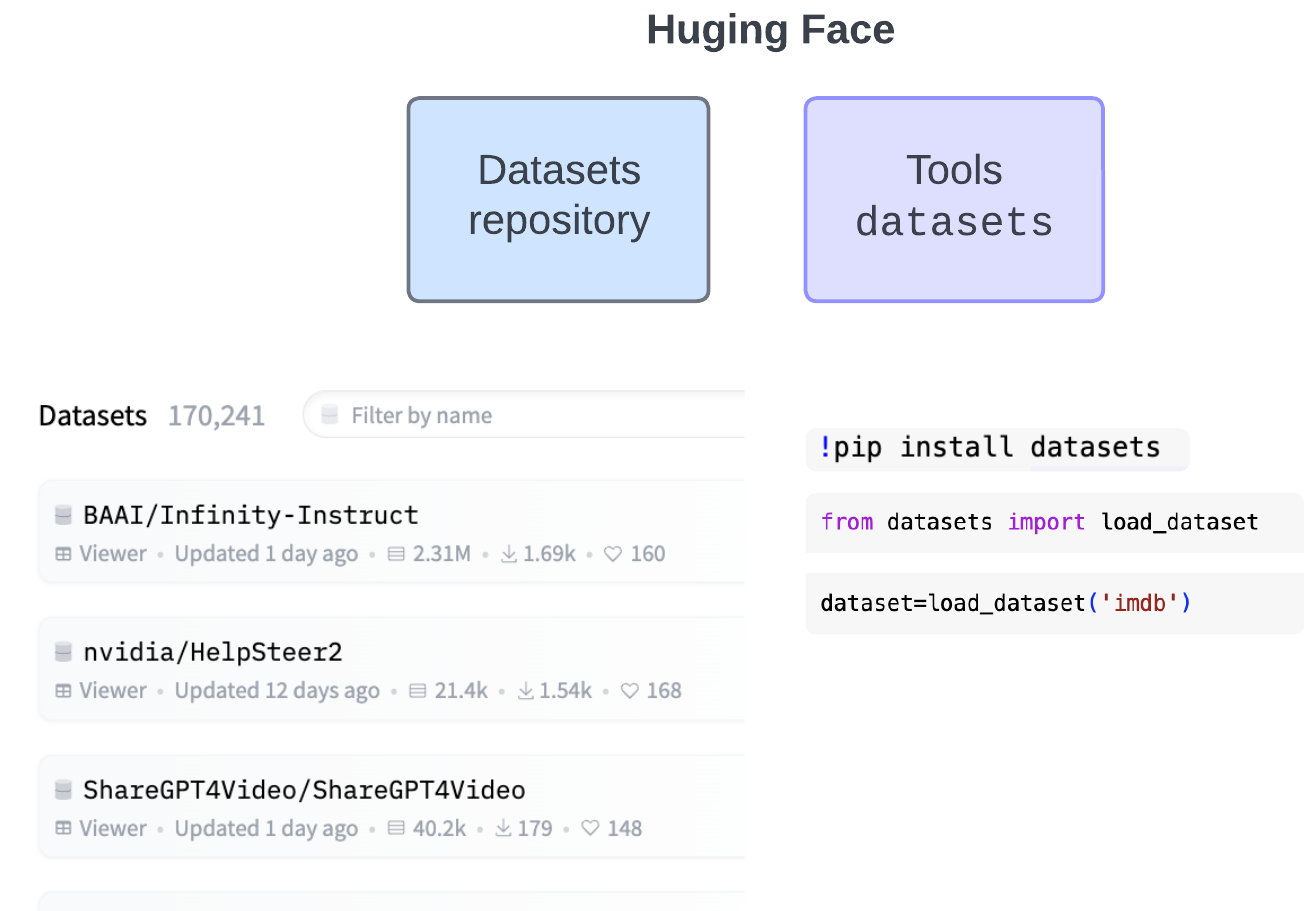 Huging Face
Datasets
repository
Tools
datasets
Datasets 170,241 Filter by name
BAAI/Infinity-Instruct
Viewer • Updated 1 day ago • 2.31M • 1.69k • 160
nvidia/HelpSteer2
Viewer • Updated 12 days ago • 21.4k • 1.54k • 168
ShareGPT4Video/ShareGPT4Video
Viewer • Updated 1 day ago • 40.2k • 179 • 148
!pip install datasets
from datasets import load_dataset
dataset=load_dataset('imdb')